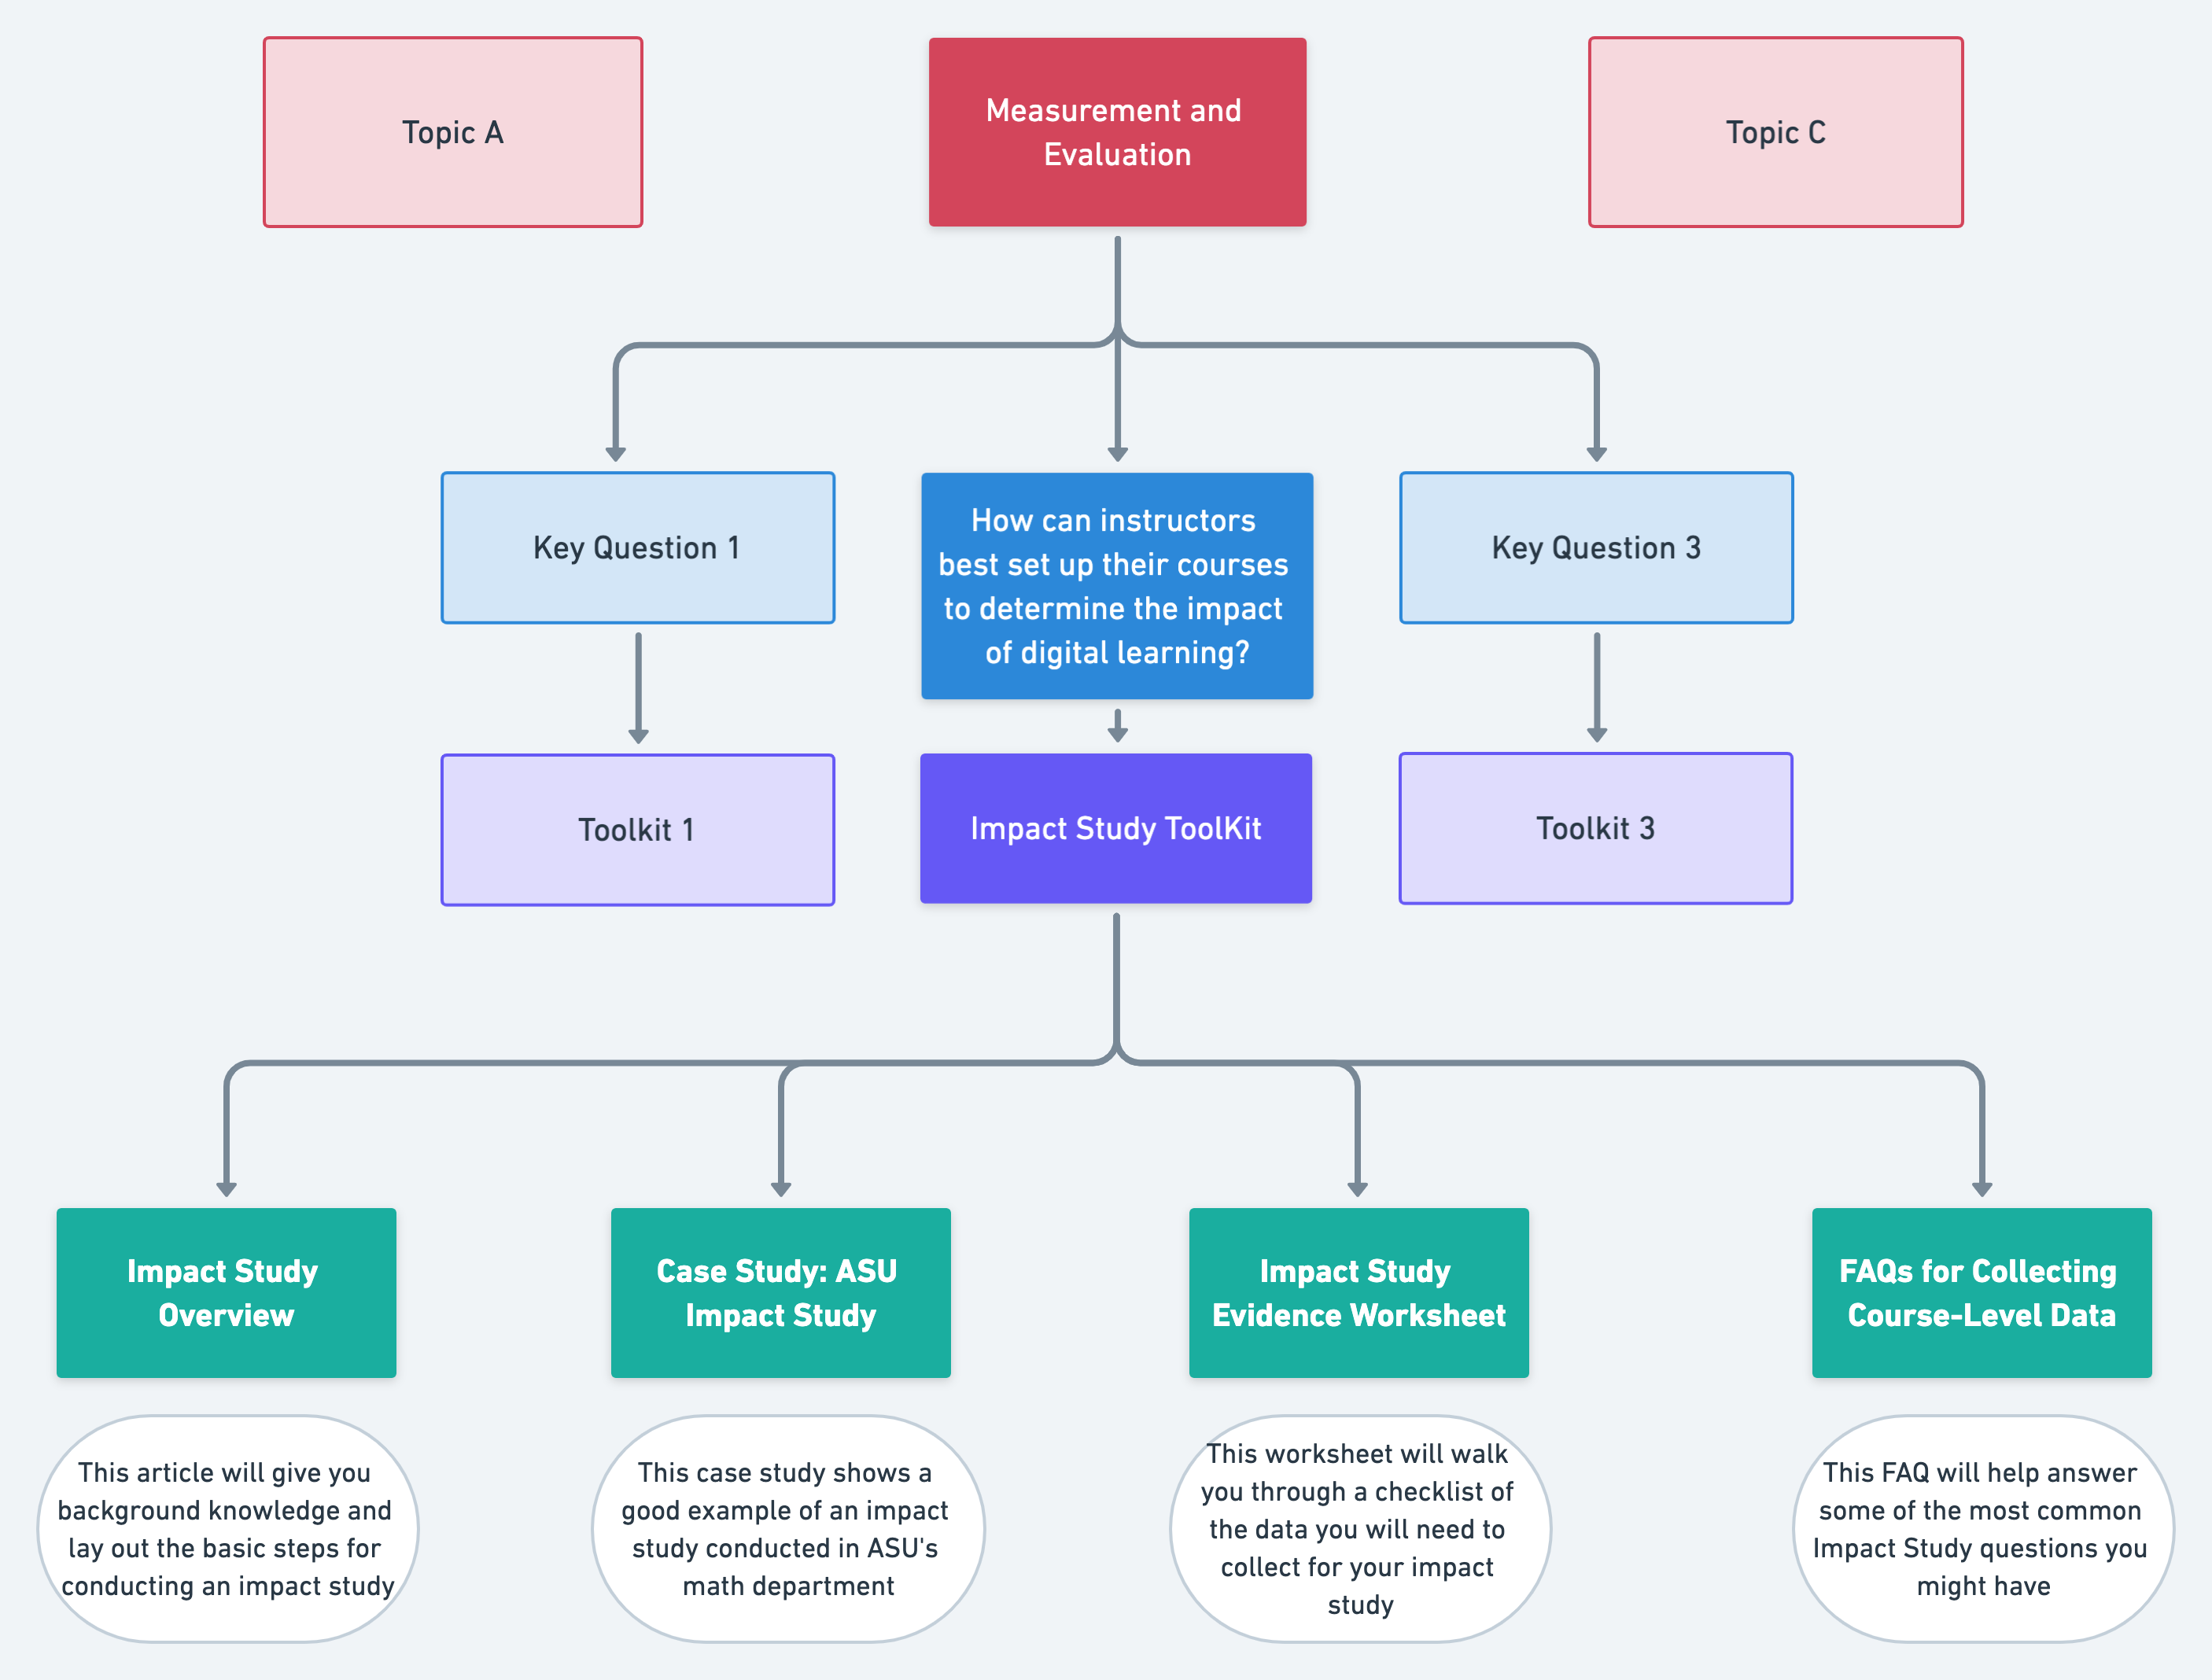 Topic A
Measurement and
Evaluation
Topic C
Key Question 1
How can instructors
best set up their courses
to determine the impact
of digital learning?
Key Question 3
Toolkit 1
Impact Study ToolKit
Toolkit 3
Impact Study
Overview
Case Study: ASU
Impact Study
Impact Study
Evidence Worksheet
FAQs for Collecting
Course-Level Data
This article will give you
background knowledge and
lay out the basic steps for
conducting an impact study
This case study shows a
good example of an impact
study conducted in ASU's
math department
This worksheet will walk
you through a checklist of
the data you will need to
collect for your impact
study
This FAQ will help answer
some of the most common
Impact Study questions you
might have